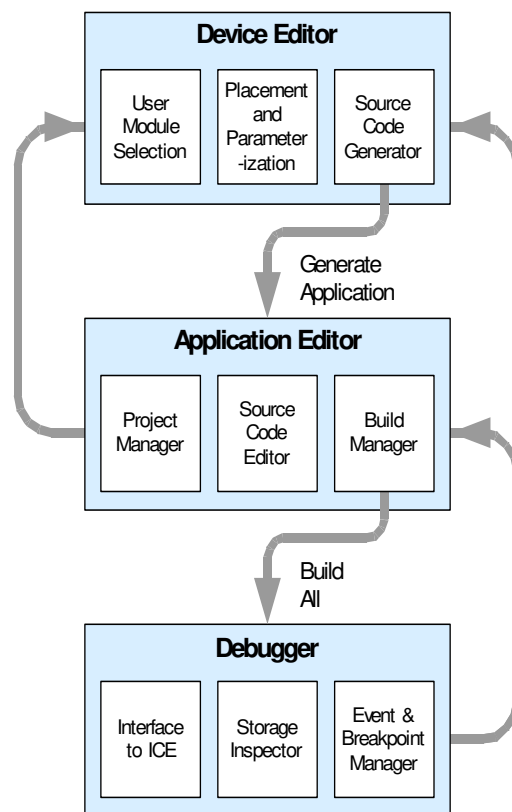 Device Editor
User
Module
Selection
Placement
and
Parameter
-ization
Source
Code
Generator
Generate
Application
Application Editor
Project
Manager
Source
Code
Editor
Build
Manager
Build
All
Debugger
Interface
to ICE
Storage
Inspector
Event &
Breakpoint
Manager